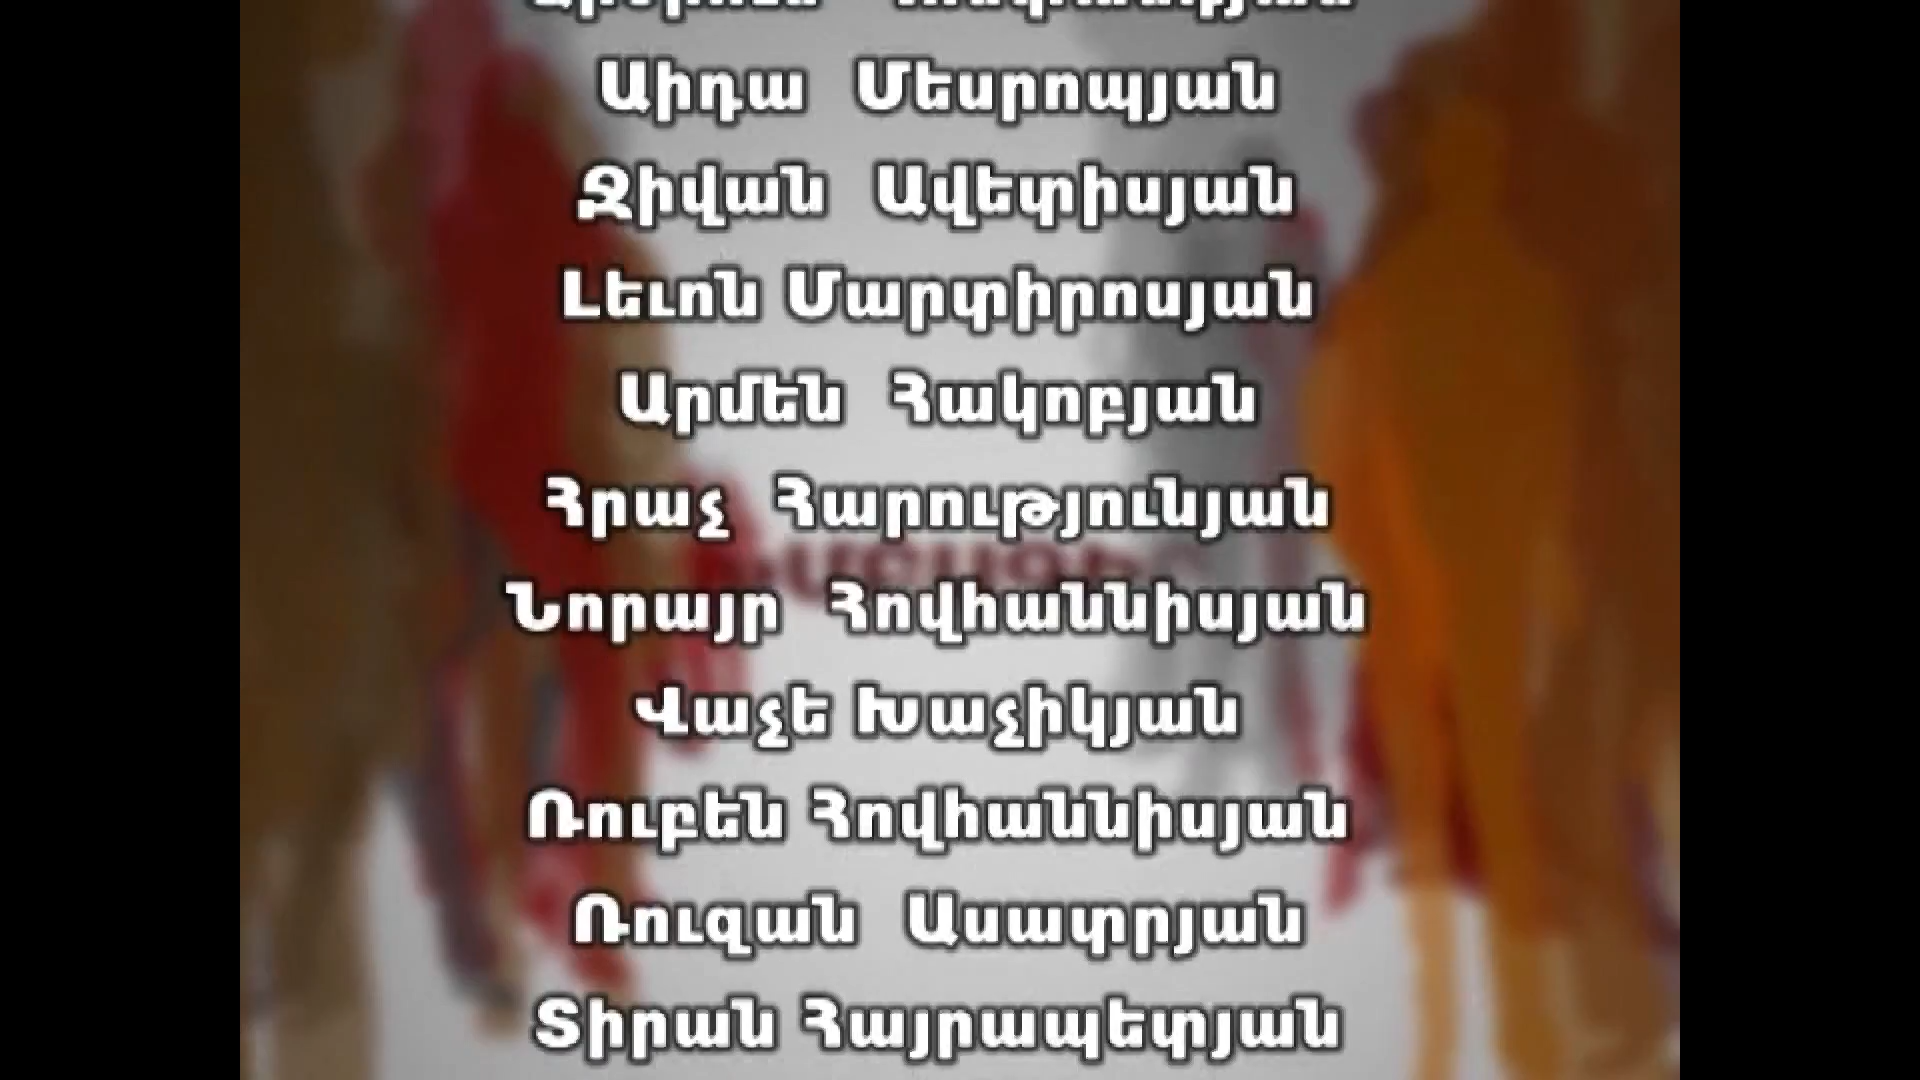 Աիդա Մեսրոպյան
Ջիվան Ավետիսյան
Լեւոն Մարտիրոսյան
Արմեն Հակոբյան
Հրաչ Հարությունյան
Նորայր Հովհաննիսյան
Վաչե Խաչիկյան
Ռուբեն Հովհաննիսյան
Ռուզան Ասատրյան
Տիրան Հայրապետյան